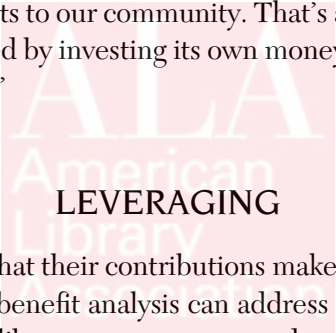 ts to our community. That's
d by investing its own money
ALA
American
LEVERAGING
Library
Association
hat their contributions make
benefit analysis can address